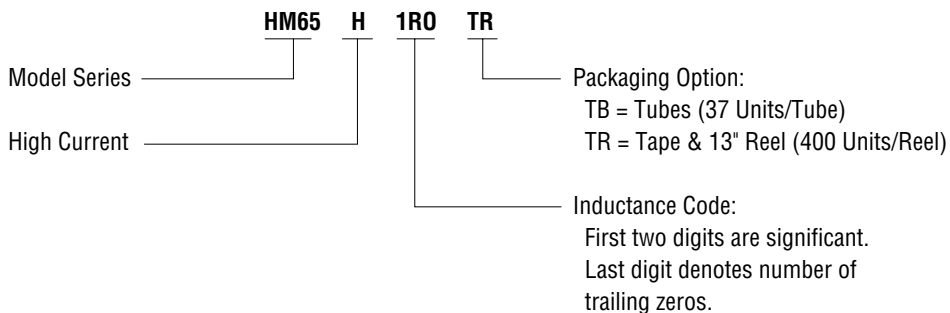 HM65 H 1R0 TR
Model Series
High Current
Packaging Option:
TB = Tubes (37 Units/Tube)
TR = Tape & 13" Reel (400 Units/Reel)
Inductance Code:
First two digits are significant.
Last digit denotes number of
trailing zeros.